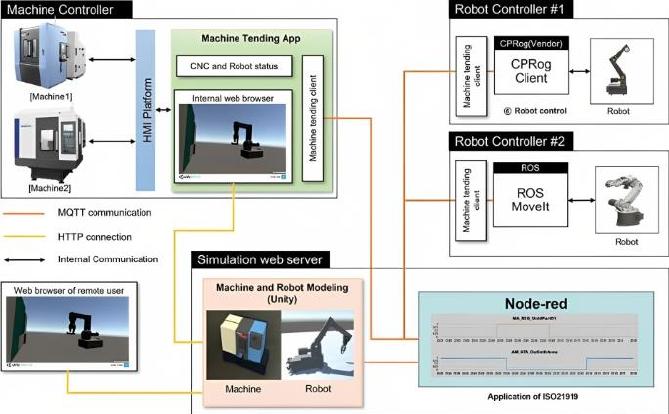 Machine Controller
Machine Tending App
CNC and Robot status
Internal web browser
Machine tending client
HMI Platform
[Machine1]
[Machine2]
MQTT communication
HTTP connection
Internal Communication
Web browser of remote user
Simulation web server
Machine and Robot Modeling
(Unity)
Machine
Robot
Robot Controller #1
Machine tending
client
CPRog(Vendor)
CPRog
Client
© Robot control
Robot
Robot Controller #2
Machine tending
client
ROS
ROS
MoveIt
Robot
Node-red
Application of ISO21919